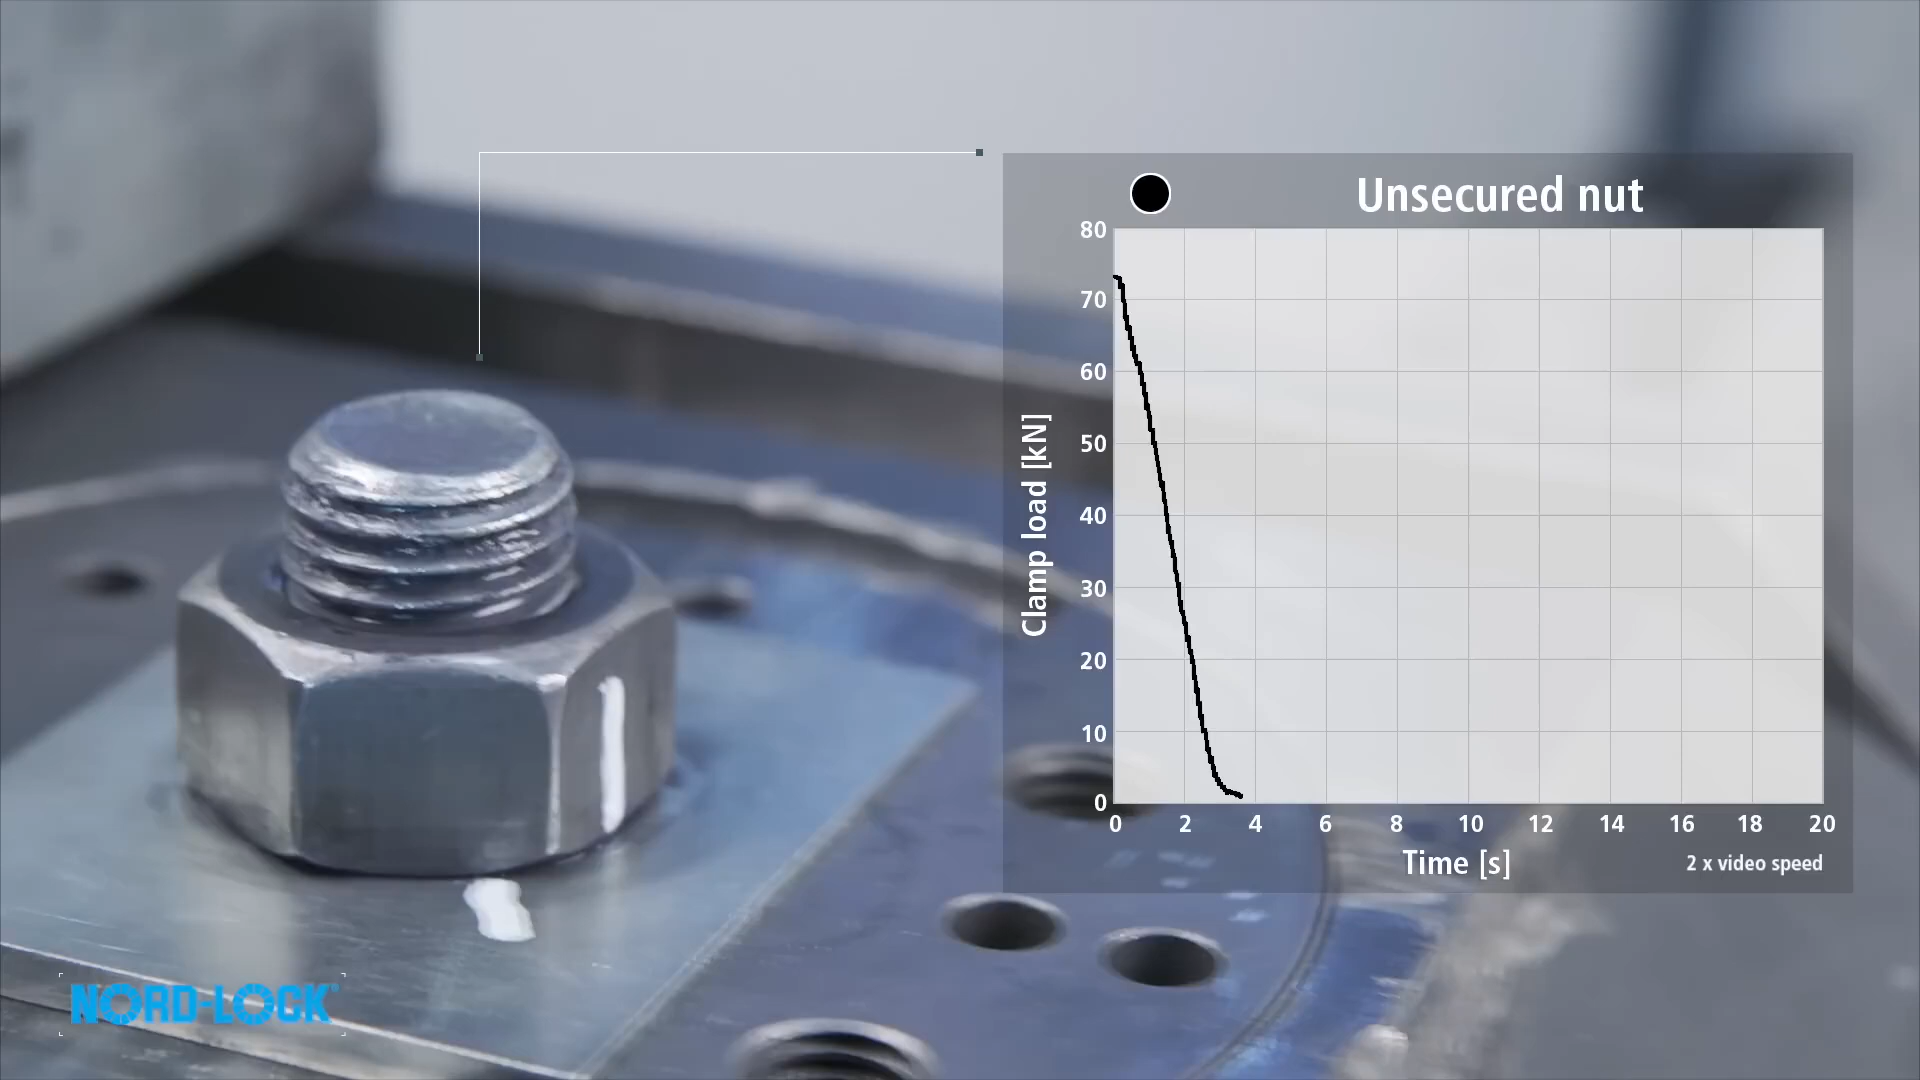 Unsecured nut
80
70
60
50
40
30
20
10
0
Clamp load [kN]
0 2 4 6 8 10 12 14 16 18 20
Time [s]
2 x video speed
NORD-LOCK®